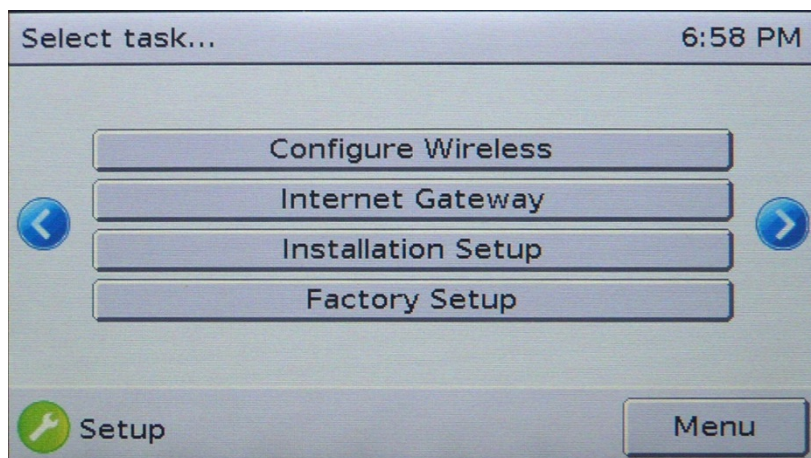 Select task...
6:58 PM
Configure Wireless
Internet Gateway
Installation Setup
Factory Setup
Setup
Menu